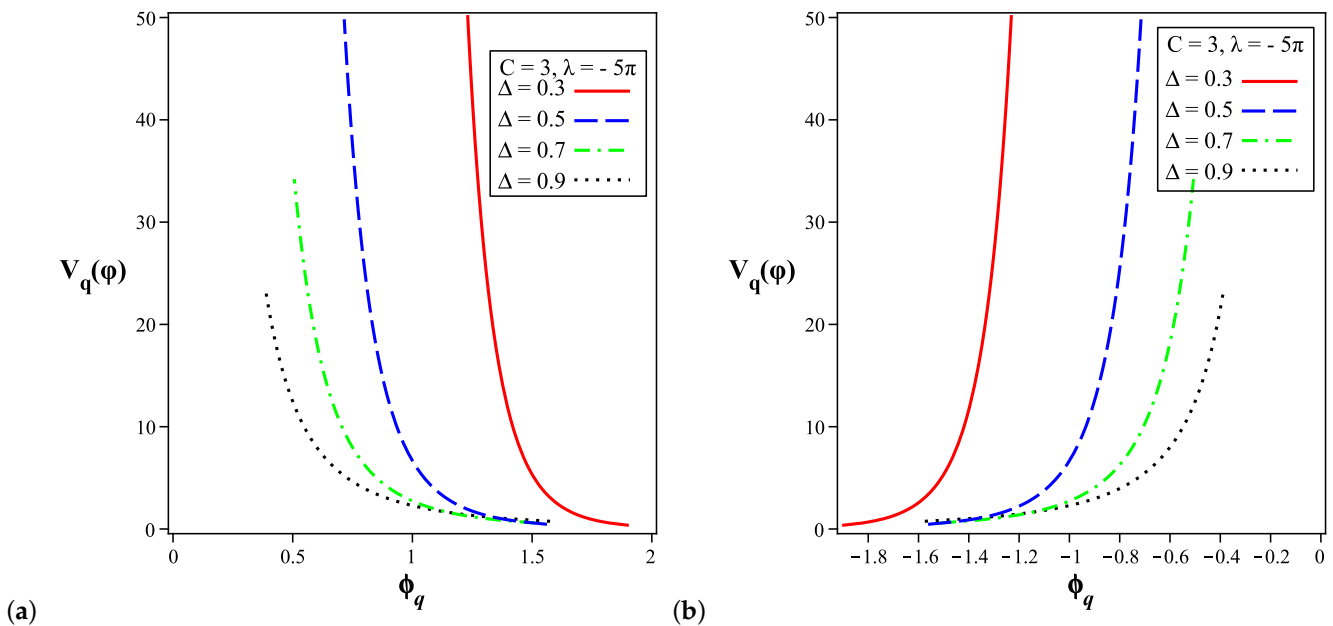 50
40
30
20
10
0
V_q(φ)
0
0.5
1
1.5
2
ϕ_q
C = 3, λ = - 5π
Δ = 0.3
Δ = 0.5
Δ = 0.7
Δ = 0.9
(a)
50
40
30
20
10
0
V_q(φ)
−1.8
−1.6
−1.4
−1.2
−1
−0.8
−0.6
−0.4
−0.2
0
ϕ_q
C = 3, λ = - 5π
Δ = 0.3
Δ = 0.5
Δ = 0.7
Δ = 0.9
(b)